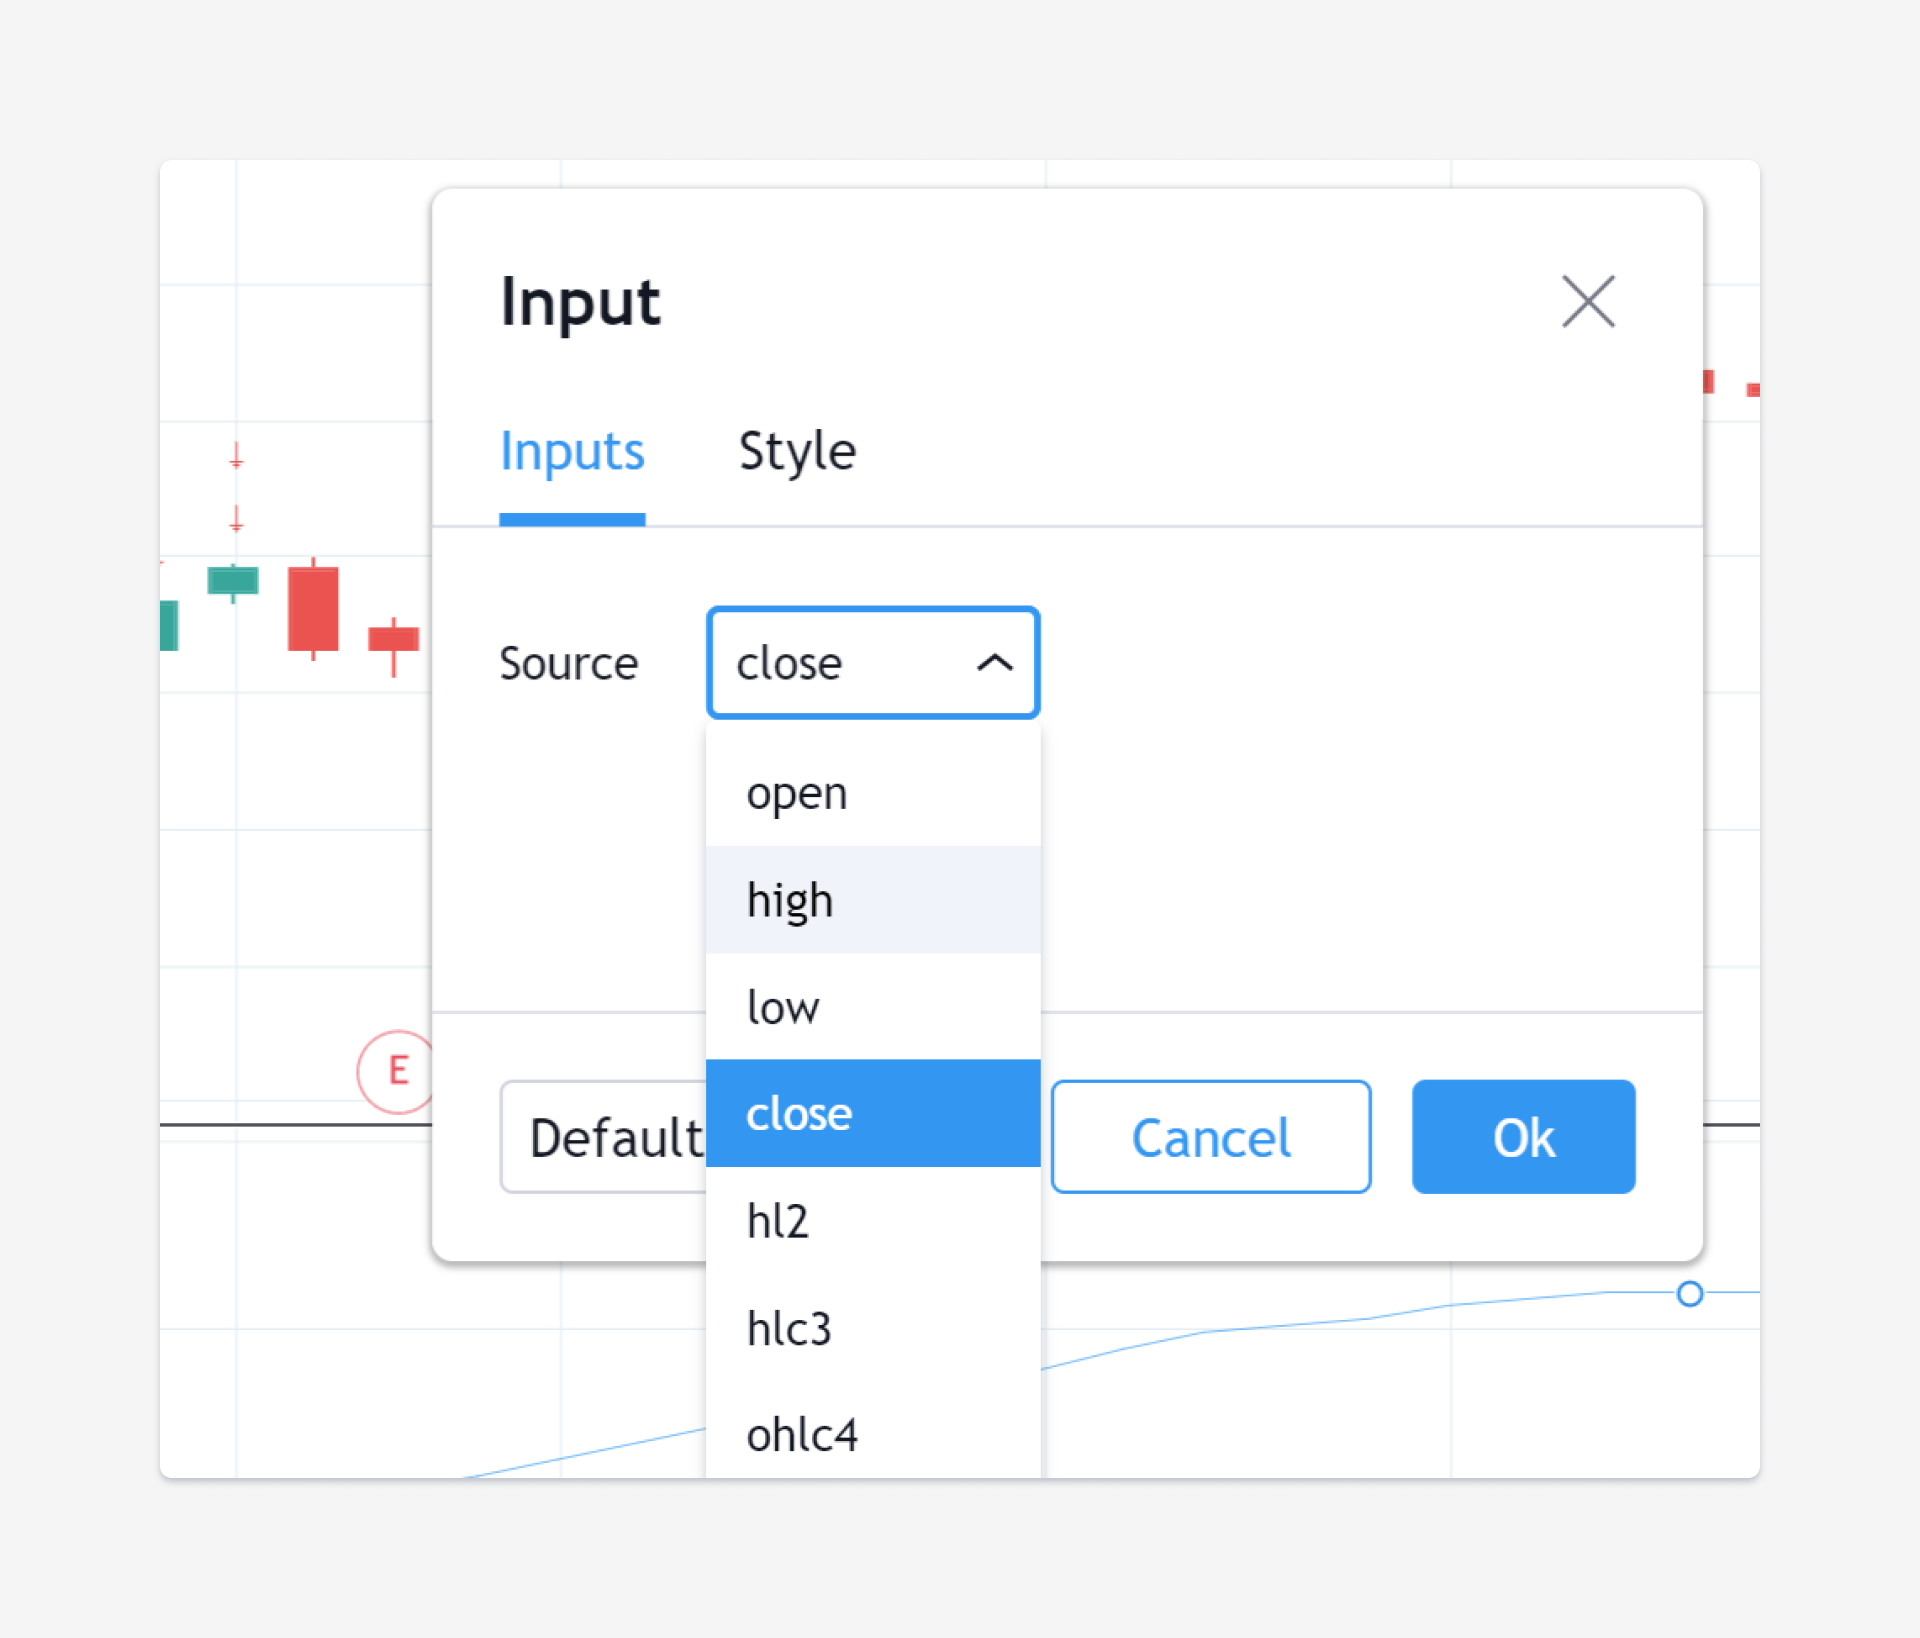 Input
Inputs Style
Source close
open
high
low
E
close
Default Cancel Ok
hl2
hlc3
ohlc4